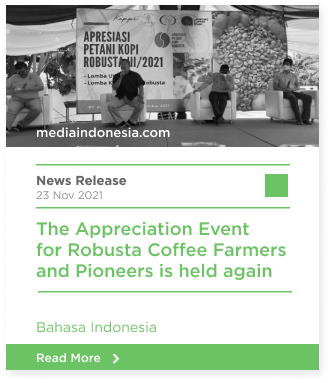 APRESIASI
PETANI KOPI
ROBUSTA III/2021
mediaindonesia.com
News Release
23 Nov 2021
The Appreciation Event
for Robusta Coffee Farmers
and Pioneers is held again
Bahasa Indonesia
Read More